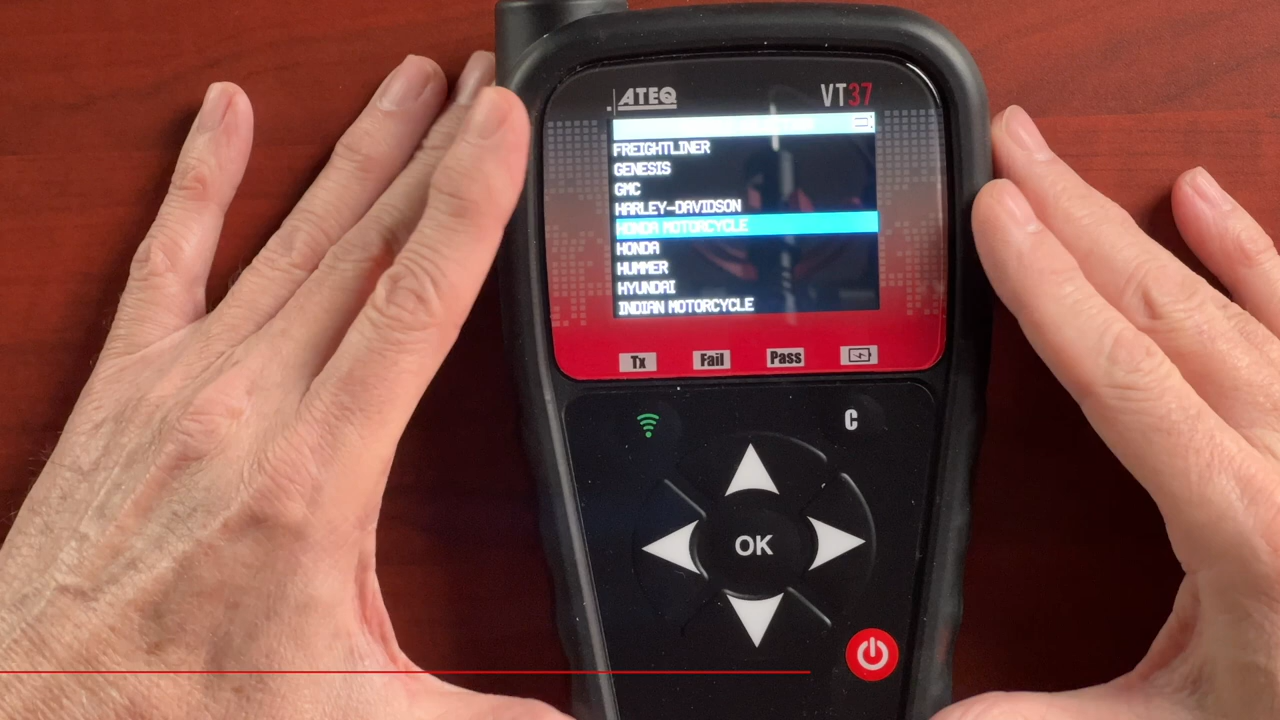 ATEQ VT37
FREIGHTLINER
GENESIS
GMC
HARLEY-DAVIDSON
HONDA MOTORCYCLE
HONDA
HUMMER
HYUNDAI
INDIAN MOTORCYCLE
Tx Fail Pass
C
OK